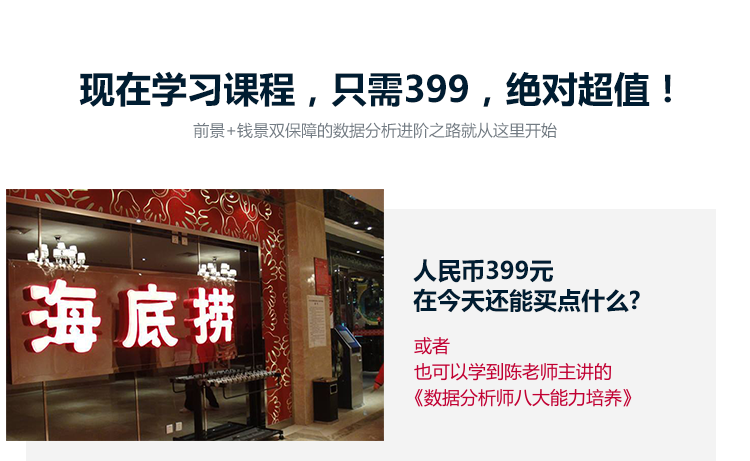 现在学习课程，只需399，绝对超值！
前景+钱景双保障的数据分析进阶之路就从这里开始
海底捞
人民币399元
在今天还能买点什么?
或者
也可以学到陈老师主讲的
《数据分析师八大能力培养》